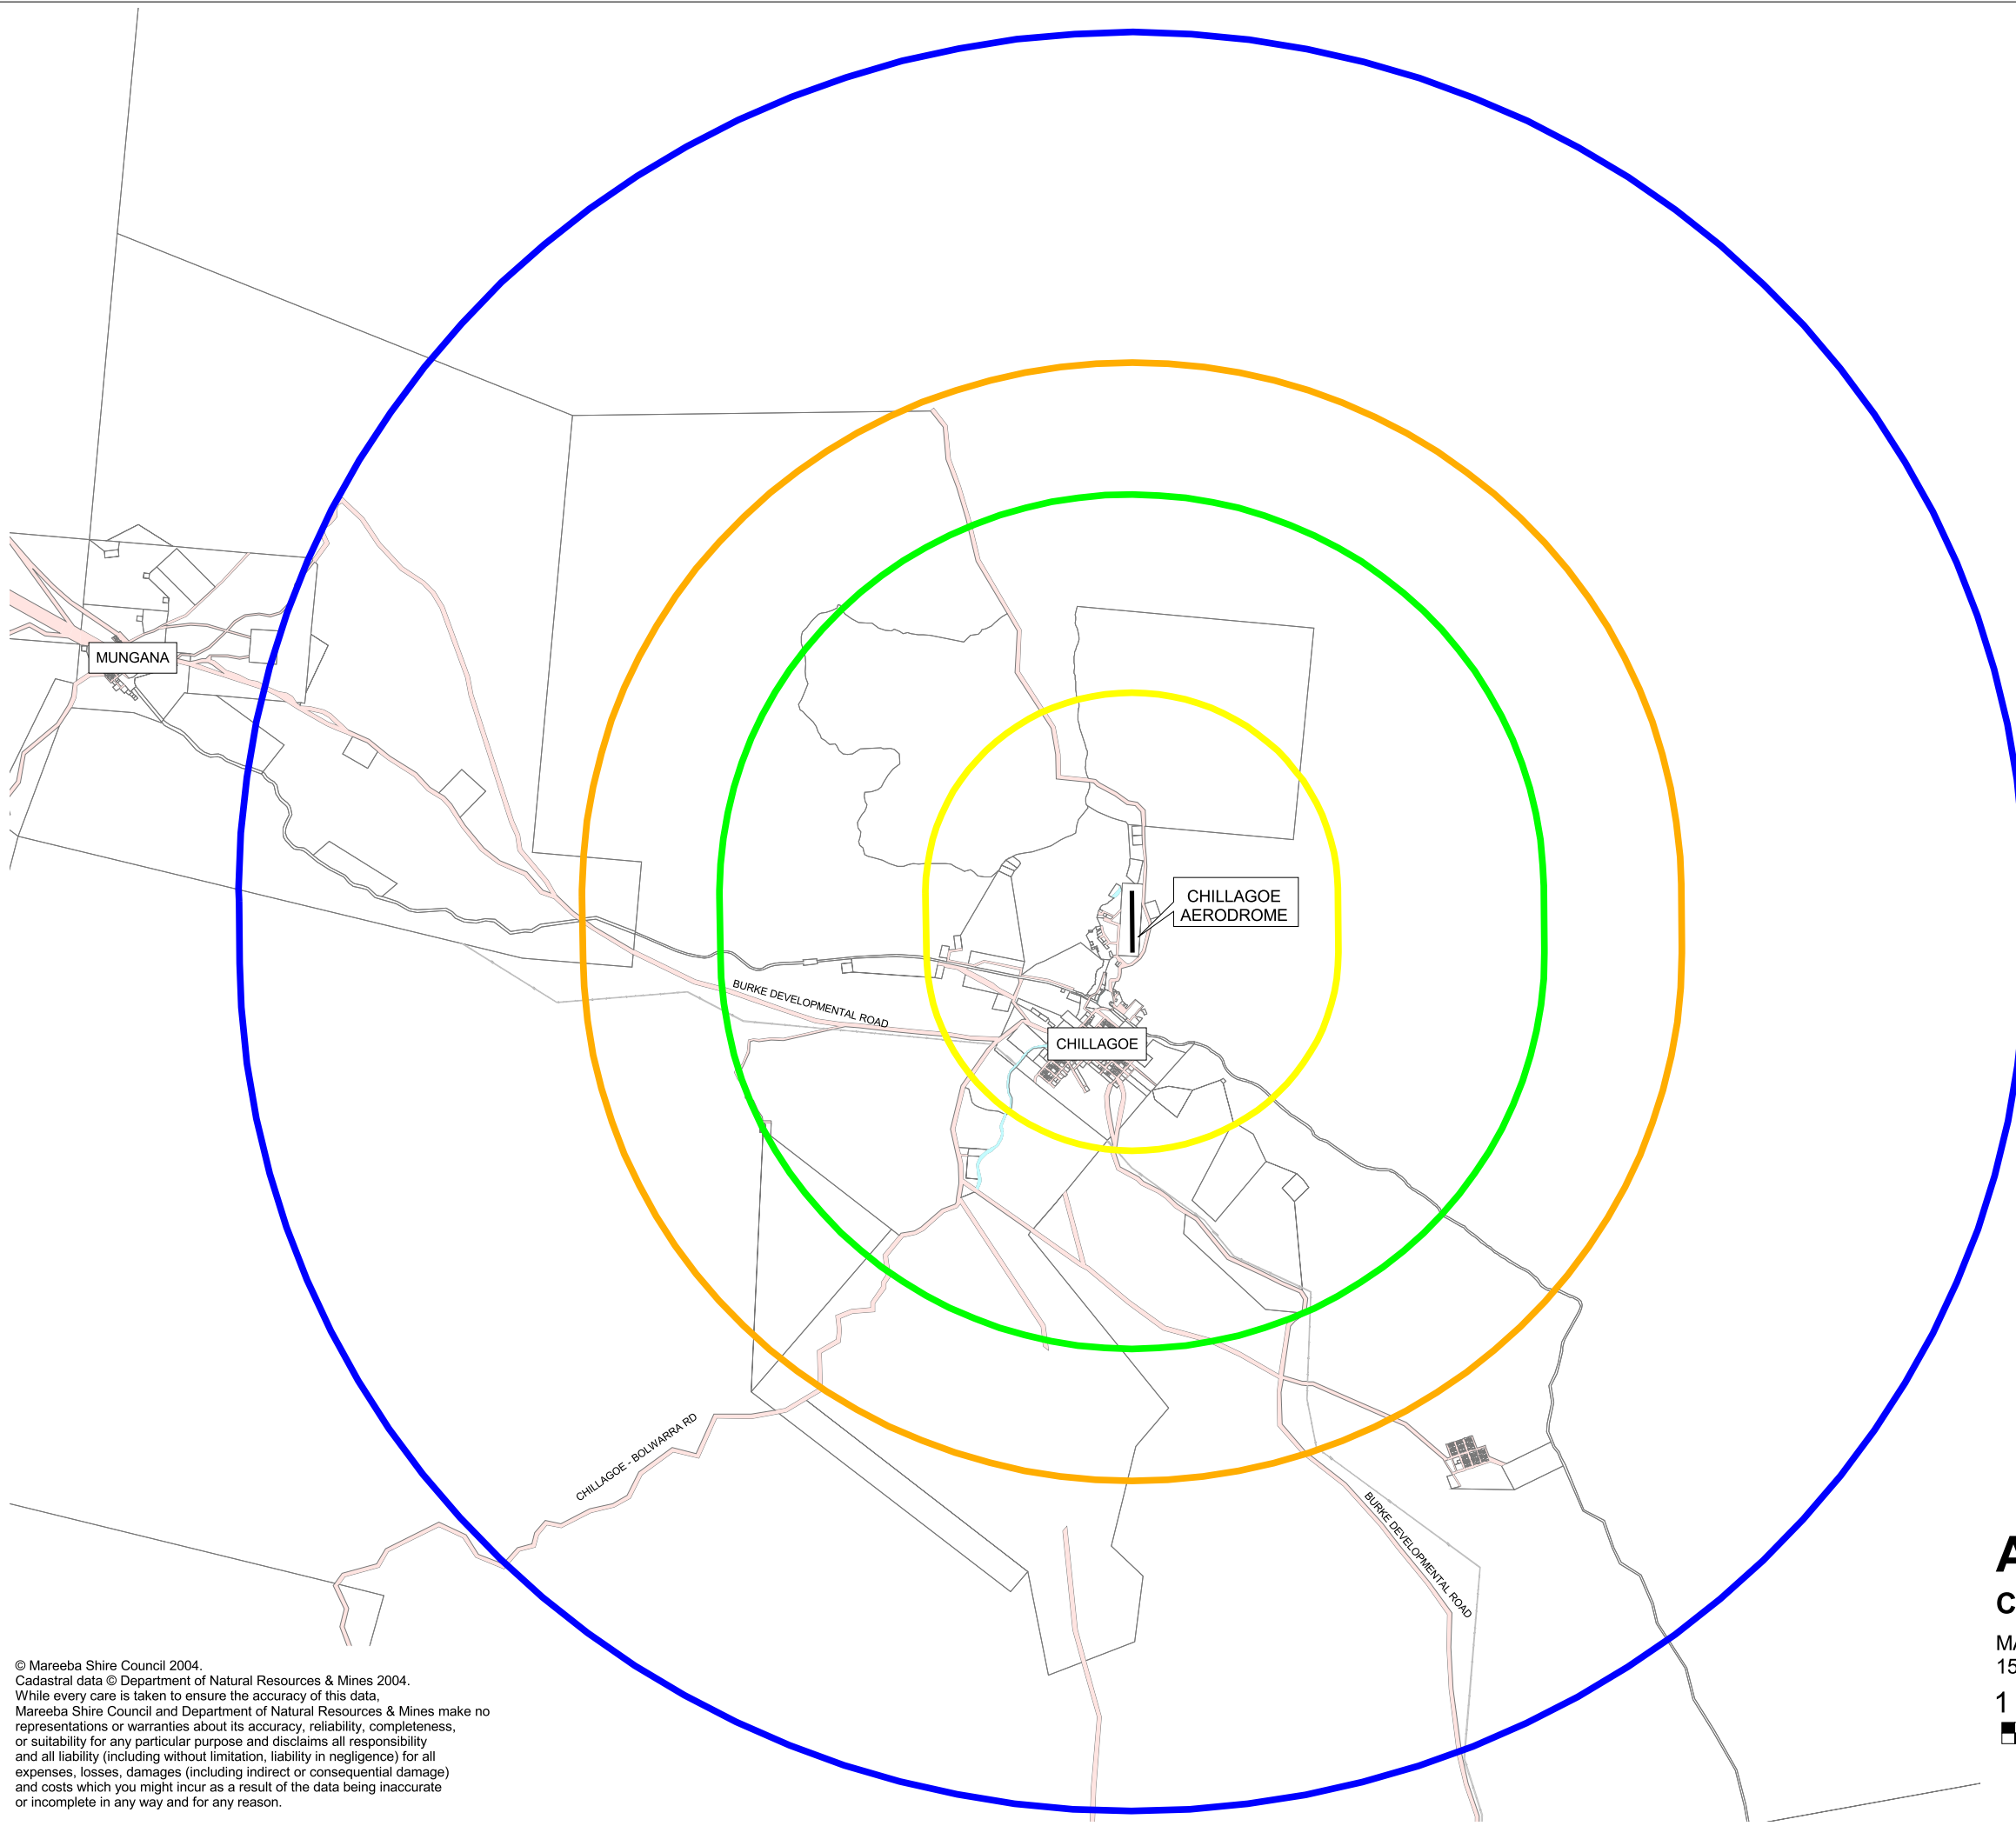 MUNGANA
CHILLAGOE
AERODROME
BURKE DEVELOPMENTAL ROAD
CHILLAGOE
CHILLAGOE - BOLWARRA RD
BURKE DEVELOPMENTAL ROAD
A
C
MA
15
1
© Mareeba Shire Council 2004.
Cadastral data © Department of Natural Resources & Mines 2004.
While every care is taken to ensure the accuracy of this data,
Mareeba Shire Council and Department of Natural Resources & Mines make no
representations or warranties about its accuracy, reliability, completeness,
or suitability for any particular purpose and disclaims all responsibility
and all liability (including without limitation, liability in negligence) for all
expenses, losses, damages (including indirect or consequential damage)
and costs which you might incur as a result of the data being inaccurate
or incomplete in any way and for any reason.